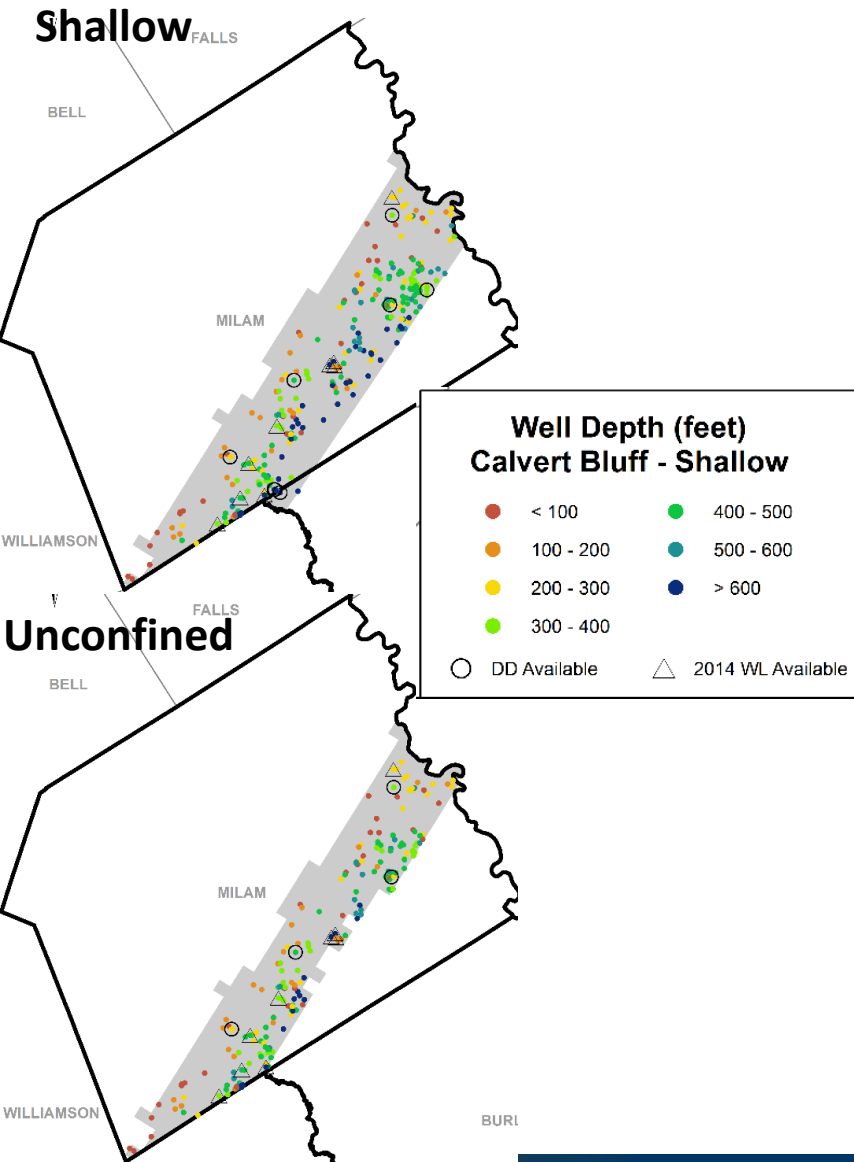 Shallow
FALLS
BELL
MILAM
WILLIAMSON
Well Depth (feet)
Calvert Bluff - Shallow
< 100
400 - 500
100 - 200
500 - 600
200 - 300
> 600
300 - 400
DD Available
2014 WL Available
Unconfined
FALLS
BELL
MILAM
WILLIAMSON
BURL